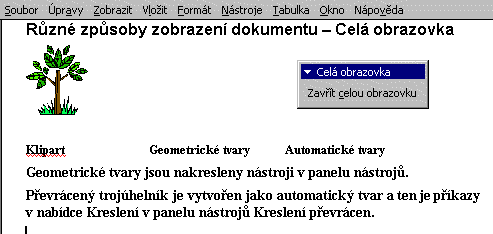 Soubor Úpravy Zobrazit Vložit Formát Nástroje Tabulka Okno Nápověda
Různé způsoby zobrazení dokumentu – Celá obrazovka
Celá obrazovka
Zavřít celou obrazovku
Klipart Geometrické tvary Automatické tvary
Geometrické tvary jsou nakresleny nástroji v panelu nástrojů.
Převrácený trojúhelník je vytvořen jako automatický tvar a ten je příkazy
v nabídce Kreslení v panelu nástrojů Kreslení převrácen.